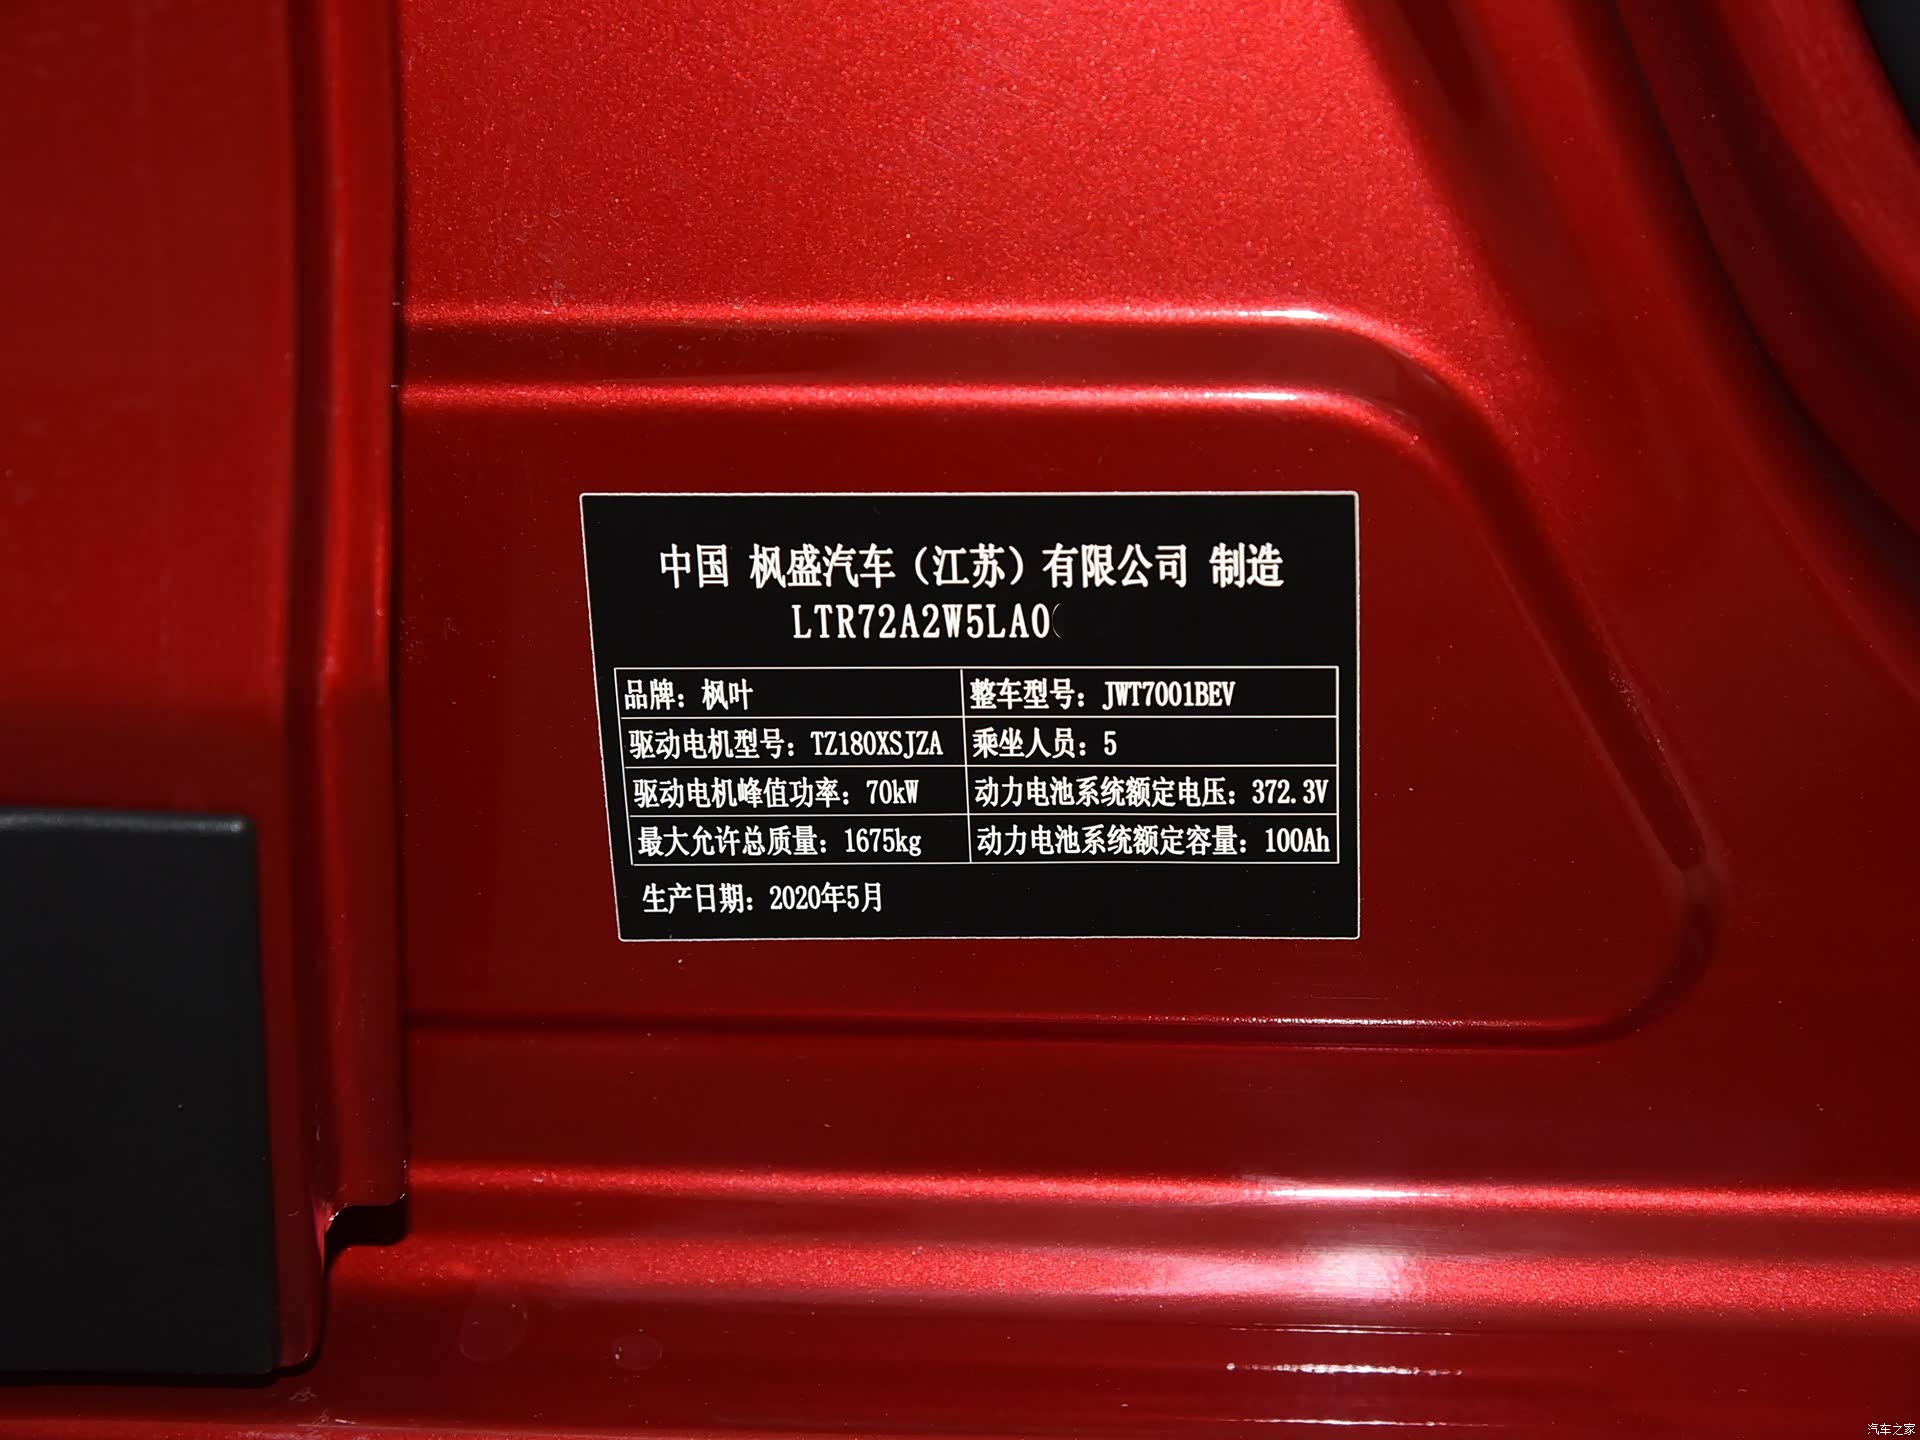 中国 枫盛汽车（江苏）有限公司 制造
LTR72A2W5LA0
品牌：枫叶 整车型号：JWT7001BEV
驱动电机型号：TZ180XSJZA 乘坐人员：5
驱动电机峰值功率：70kW 动力电池系统额定电压：372.3V
最大允许总质量：1675kg 动力电池系统额定容量：100Ah
生产日期：2020年5月
汽车之家